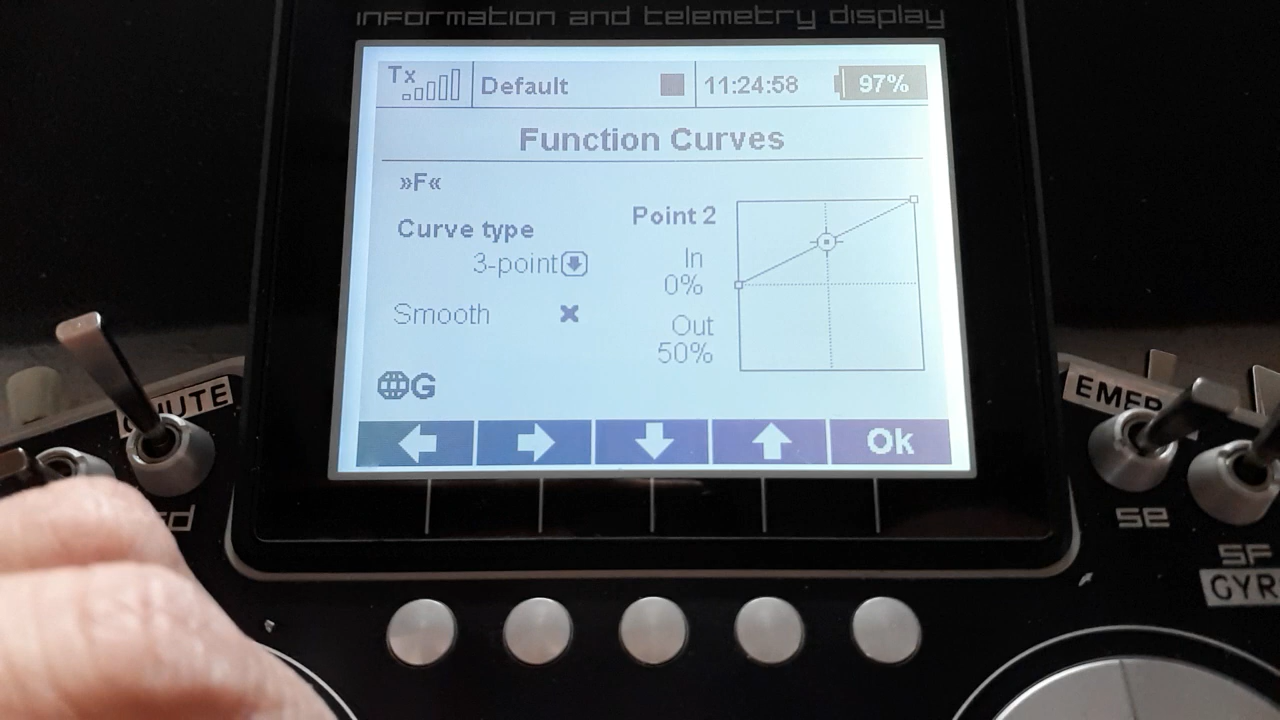 information and telemetry display
Tx Default 11:24:58 97%
Function Curves
»F«
Curve type
3-point
Smooth
Point 2
In
0%
Out
50%
G
Ok
EMER
se
SF
GYR